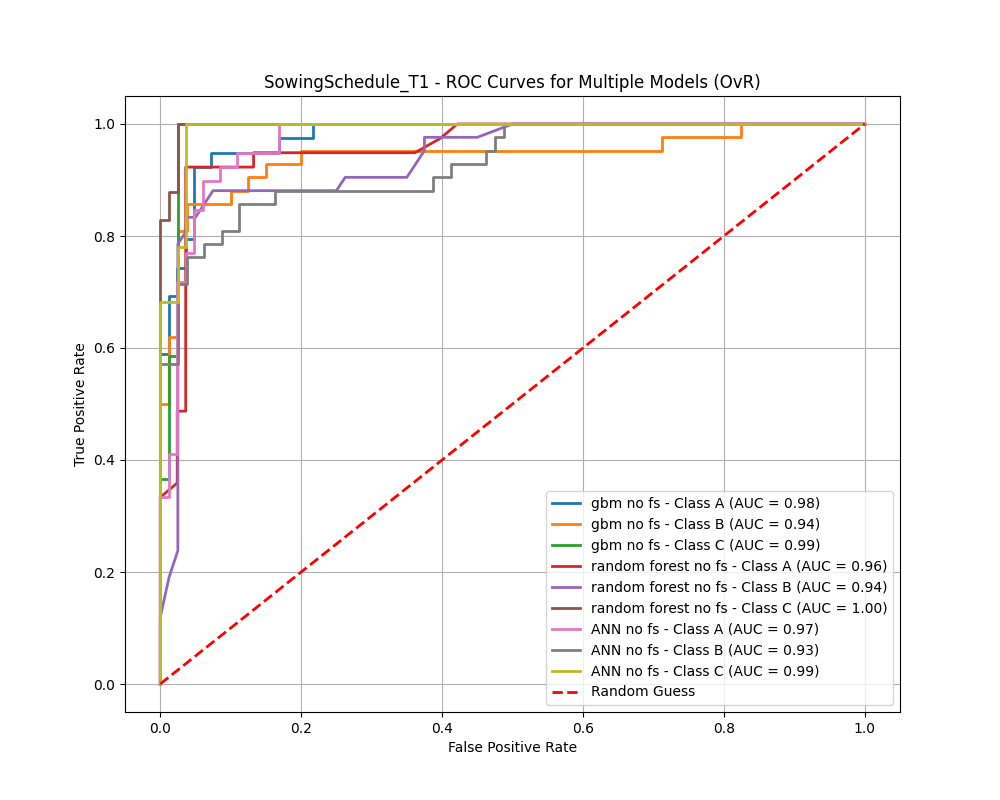 SowingSchedule_T1 - ROC Curves for Multiple Models (OvR)
True Positive Rate
1.0
0.8
0.6
0.4
0.2
0.0
gbm no fs - Class A (AUC = 0.98)
gbm no fs - Class B (AUC = 0.94)
gbm no fs - Class C (AUC = 0.99)
random forest no fs - Class A (AUC = 0.96)
random forest no fs - Class B (AUC = 0.94)
random forest no fs - Class C (AUC = 1.00)
ANN no fs - Class A (AUC = 0.97)
ANN no fs - Class B (AUC = 0.93)
ANN no fs - Class C (AUC = 0.99)
Random Guess
0.0 0.2 0.4 0.6 0.8 1.0
False Positive Rate